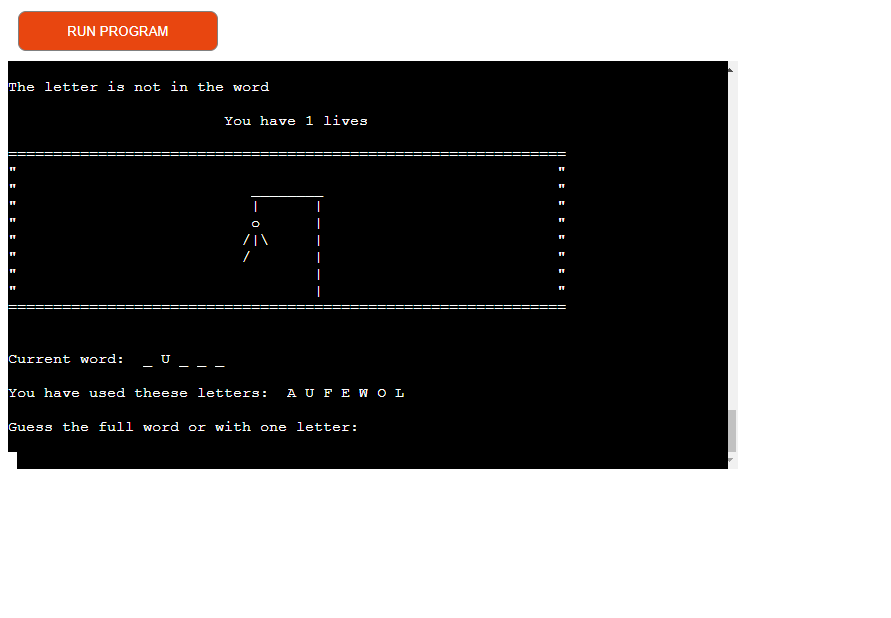 RUN PROGRAM
The letter is not in the word
You have 1 lives
==============================================================
"                                                            "
"                          ________                          "
"                          |      |                          "
"                          o      |                          "
"                         /|\     |                          "
"                         /       |                          "
"                                 |                          "
"                                 |                          "
==============================================================
Current word:  _ U _ _ _
You have used theese letters:  A U F E W O L
Guess the full word or with one letter: